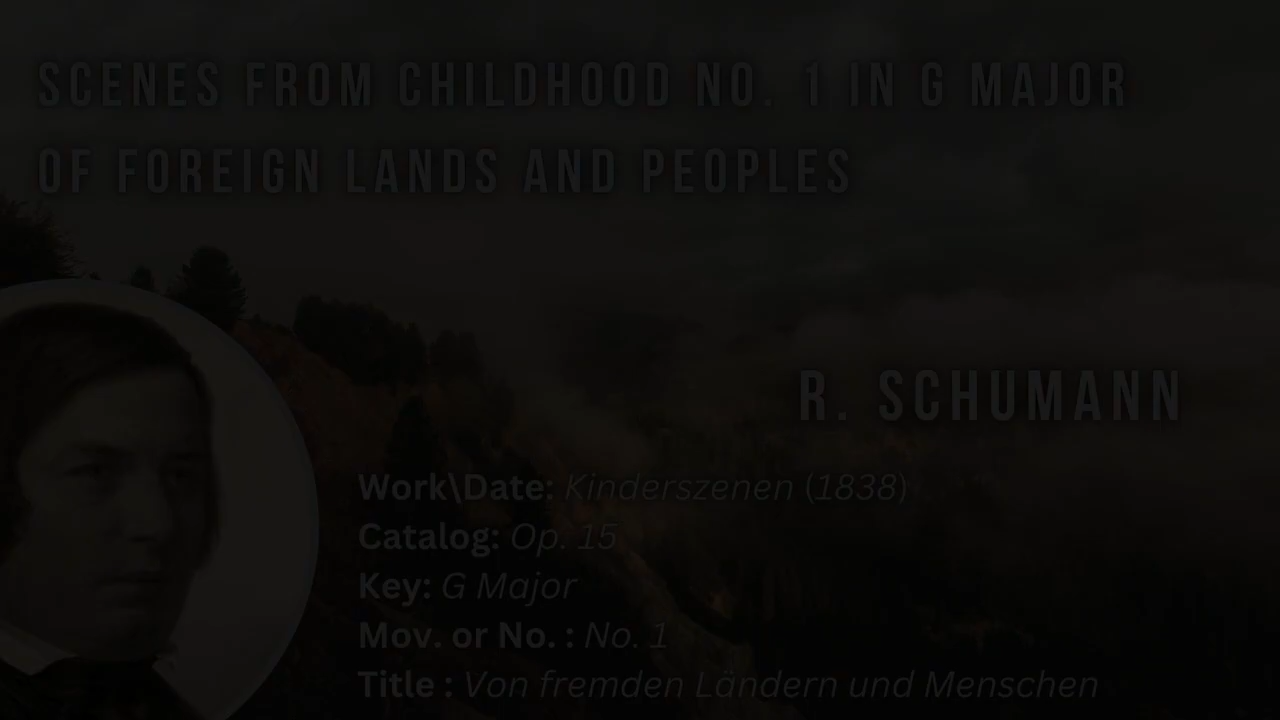 SCENES FROM CHILDHOOD NO. 1 IN G MAJOR
OF FOREIGN LANDS AND PEOPLES
R. SCHUMANN
Work\Date: Kinderszenen (1838)
Catalog: Op. 15
Key: G Major
Mov. or No. : No. 1
Title : Von fremden Ländern und Menschen